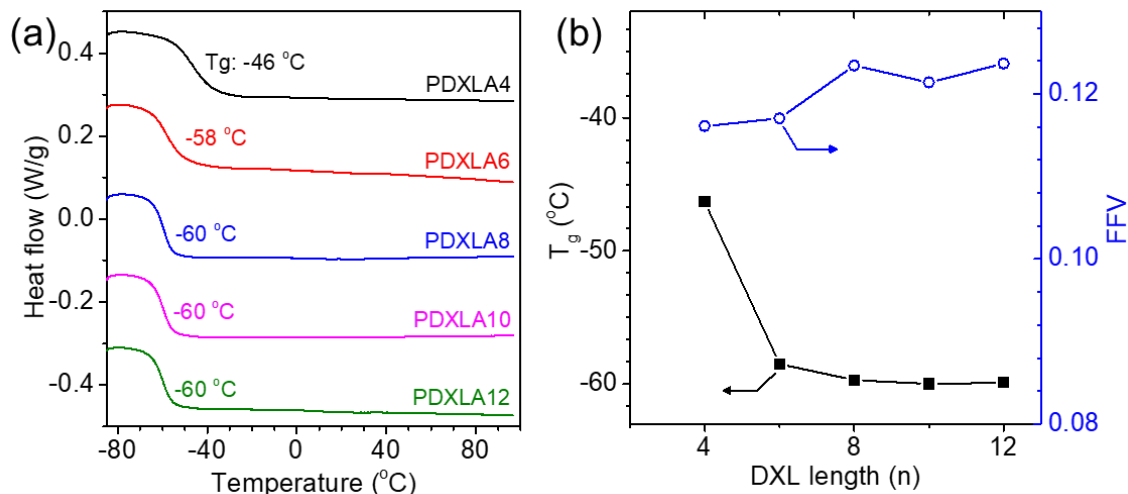 (a)
Heat flow (W/g)
0.4
0.2
0.0
-0.2
-0.4
Tg: -46 °C
PDXLA4
-58 °C
PDXLA6
-60 °C
PDXLA8
-60 °C
PDXLA10
-60 °C
PDXLA12
-80 -40 0 40 80
Temperature (°C)
(b)
Tg (°C)
-40
-50
-60
4 6 8 10 12
DXL length (n)
0.12
0.10
0.08
FFV